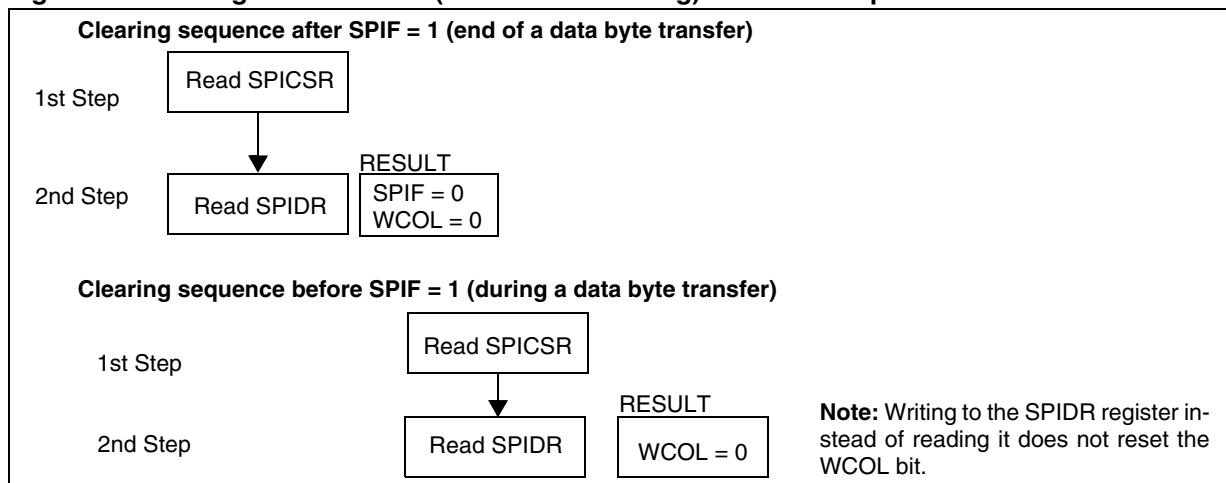 Clearing sequence after SPIF = 1 (end of a data byte transfer)
1st Step
Read SPICSR
RESULT
2nd Step
Read SPIDR
SPIF = 0
WCOL = 0
Clearing sequence before SPIF = 1 (during a data byte transfer)
1st Step
Read SPICSR
RESULT
2nd Step
Read SPIDR
WCOL = 0
Note: Writing to the SPIDR register in-
stead of reading it does not reset the
WCOL bit.